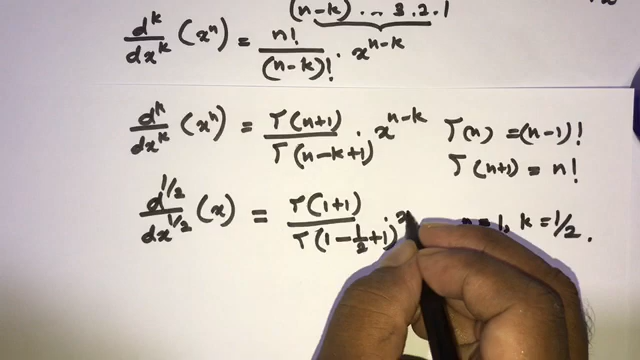 (n-k) ... 3.2.1
d^k/dx^k (x^n) = n!/(n-k)! · x^(n-k)
d^k/dx^k (x^n) = Γ(n+1)/Γ(n-k+1) · x^(n-k) Γ(n) = (n-1)!
Γ(n+1) = n!
d^(1/2)/dx^(1/2) (x) = Γ(1+1)/Γ(1-1/2+1) · x = 1, k = 1/2.